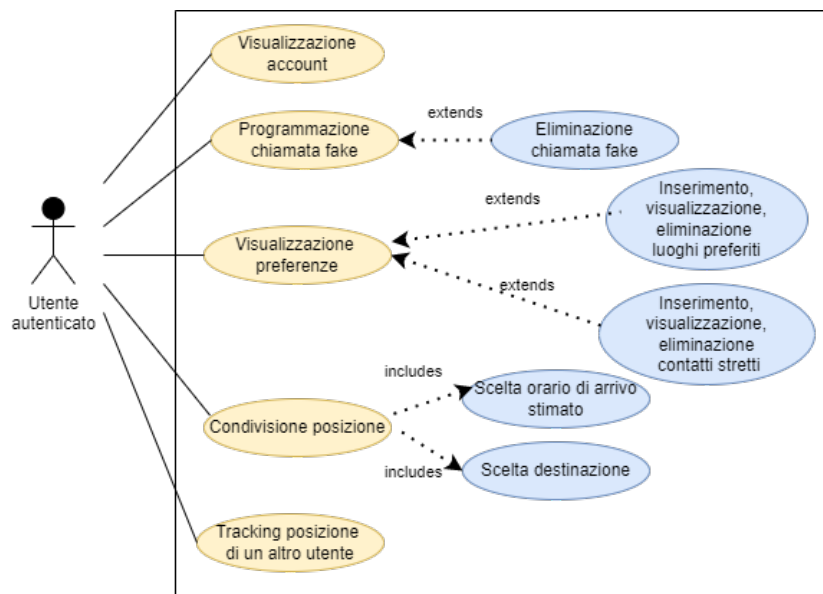 Visualizzazione
account
Programmazione
chiamata fake
extends
Eliminazione
chiamata fake
Visualizzazione
preferenze
extends
Inserimento,
visualizzazione,
eliminazione
luoghi preferiti
extends
Inserimento,
visualizzazione,
eliminazione
contatti stretti
Utente
autenticato
Condivisione posizione
includes
Scelta orario di arrivo
stimato
includes
Scelta destinazione
Tracking posizione
di un altro utente